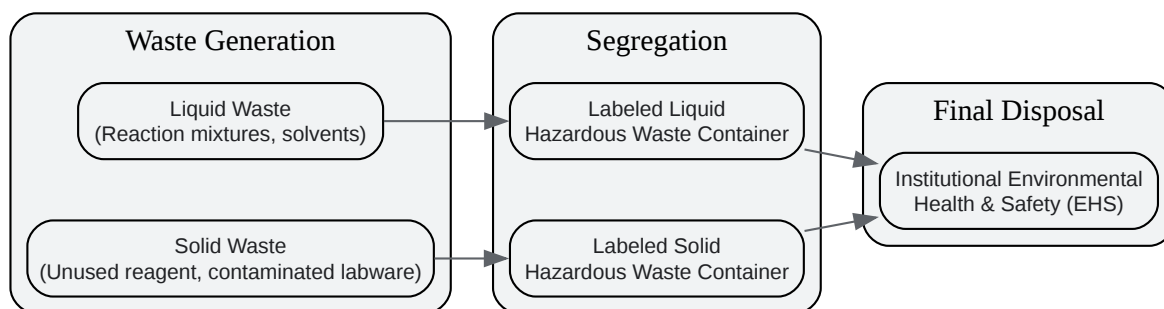 Waste Generation
Liquid Waste
(Reaction mixtures, solvents)
Solid Waste
(Unused reagent, contaminated labware)
Segregation
Labeled Liquid
Hazardous Waste Container
Labeled Solid
Hazardous Waste Container
Final Disposal
Institutional Environmental
Health & Safety (EHS)